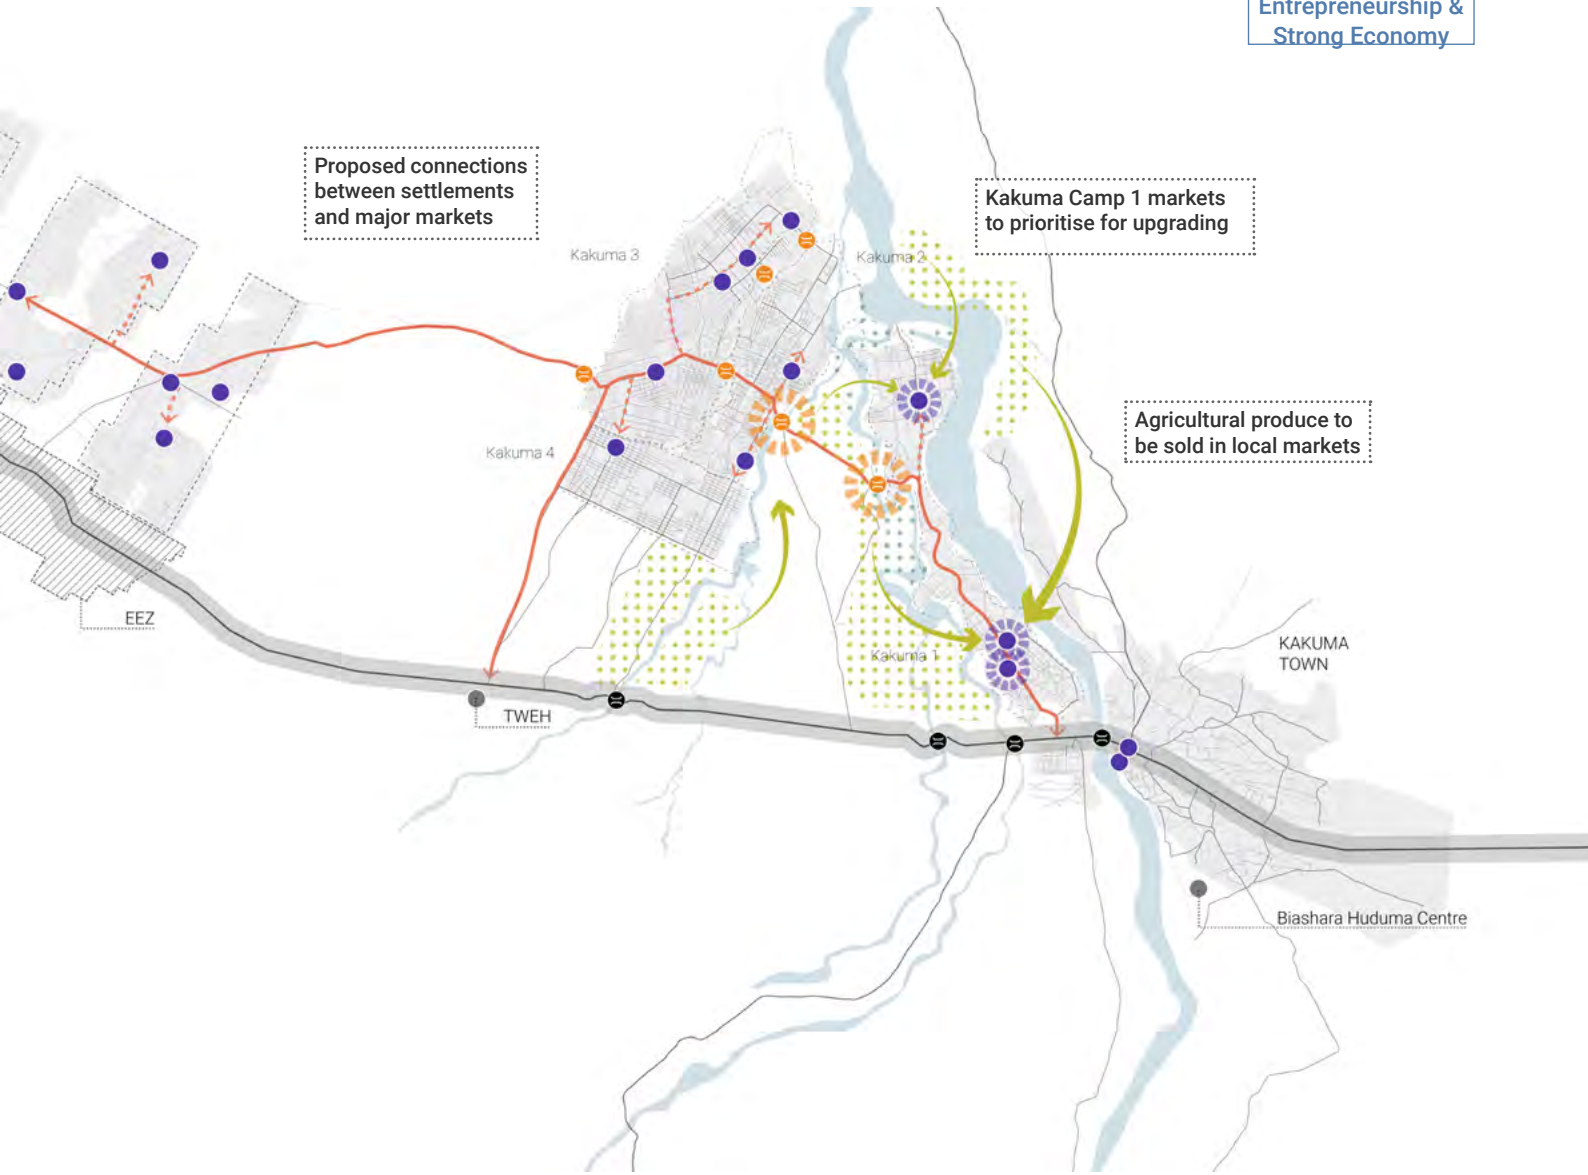 Entrepreneurship &
Strong Economy
Proposed connections
between settlements
and major markets
Kakuma Camp 1 markets
to prioritise for upgrading
Kakuma 3
Kakuma 2
Agricultural produce to
be sold in local markets
Kakuma 4
EEZ
KAKUMA
TOWN
Kakuma 1
TWEH
Biashara Huduma Centre